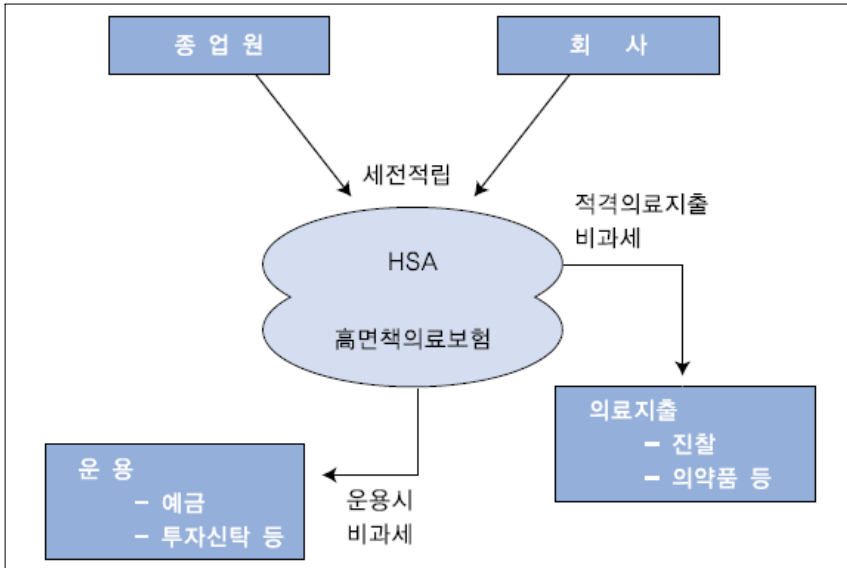 종 업 원
회 사
세전적립
적격의료지출
비과세
HSA
高면책의료보험
의료지출
– 진찰
– 의약품 등
운 용
– 예금
– 투자신탁 등
운용시
비과세